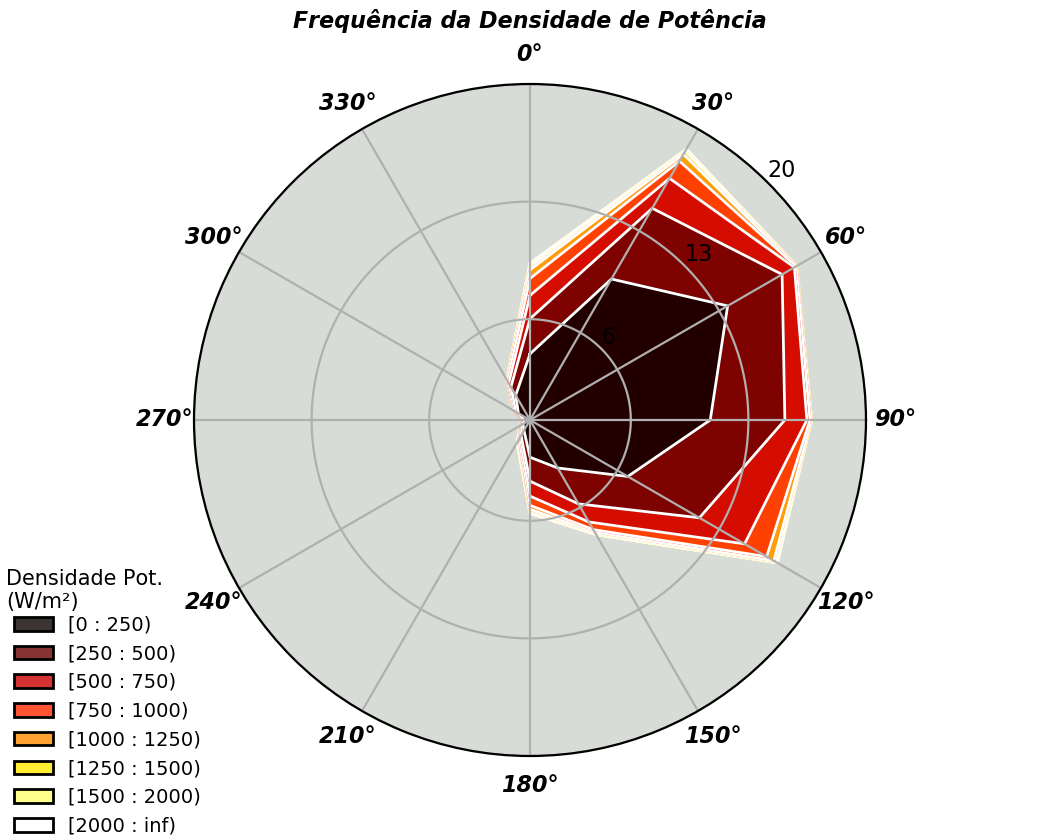 Frequência da Densidade de Potência
0°
330°
30°
20
300°
60°
13
6
270°
90°
240°
120°
210°
150°
180°
Densidade Pot.
(W/m²)
[0 : 250)
[250 : 500)
[500 : 750)
[750 : 1000)
[1000 : 1250)
[1250 : 1500)
[1500 : 2000)
[2000 : inf)